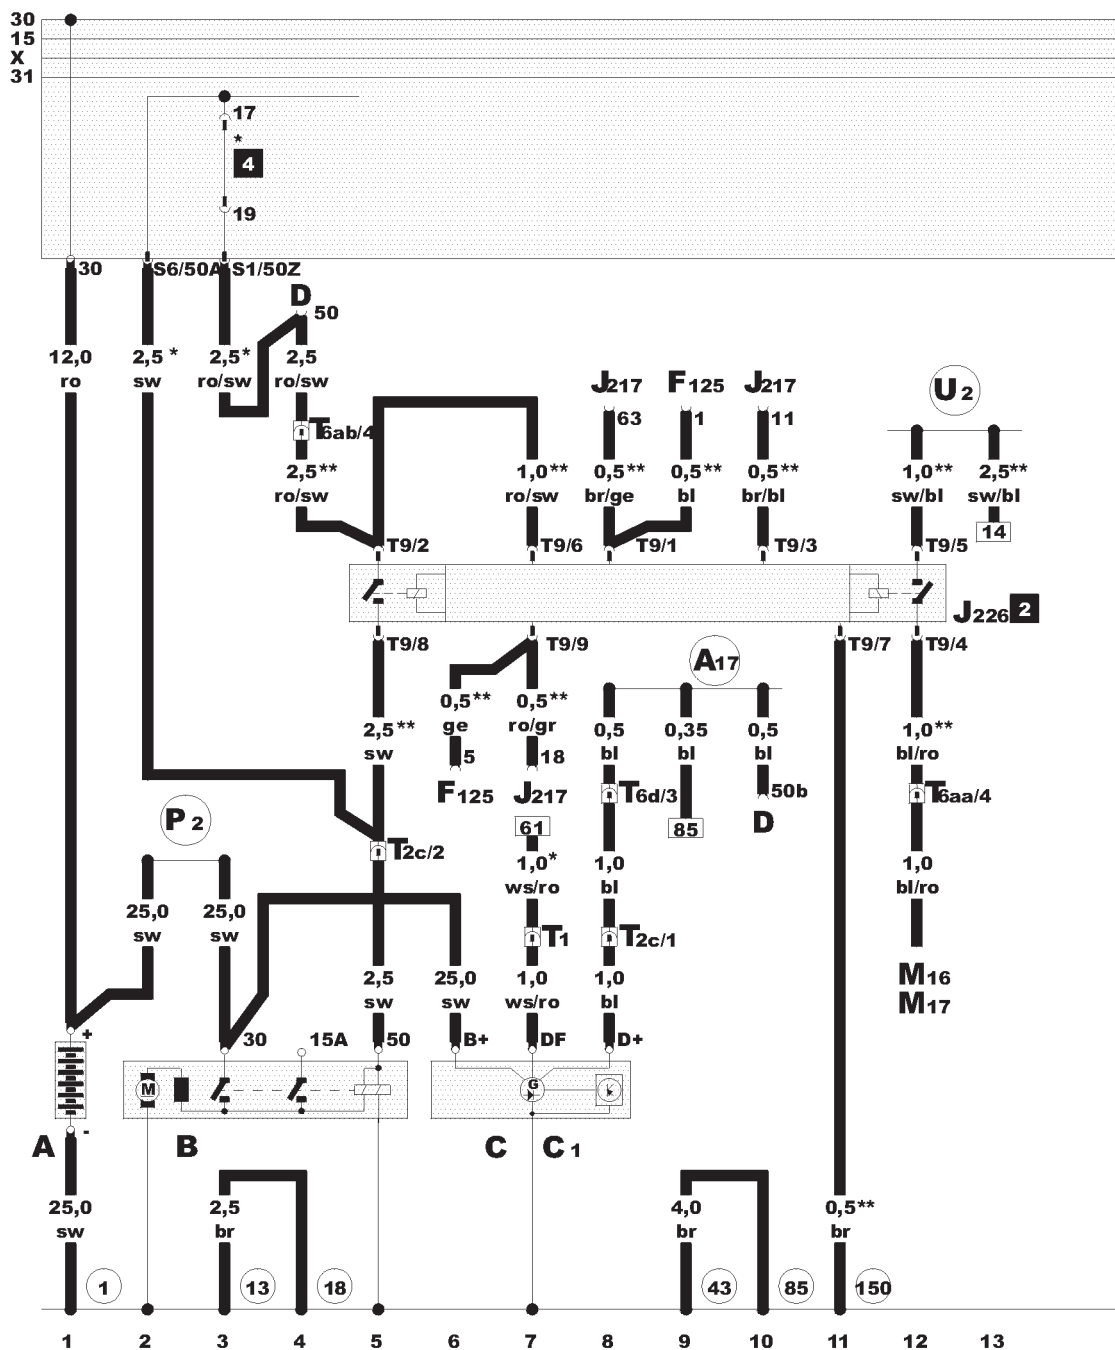 30
15
X
31
17
*
4
19
30
S6/50A
S1/50Z
D
50
12,0
ro
2,5 *
sw
2,5*
ro/sw
2,5
ro/sw
T6ab/4
2,5**
ro/sw
J217
63
F125
1
J217
11
U2
1,0**
ro/sw
0,5**
br/ge
0,5**
bl
0,5**
br/bl
1,0**
sw/bl
2,5**
sw/bl
14
T9/2
T9/6
T9/1
T9/3
T9/5
J226
2
T9/8
T9/9
T9/7
T9/4
A17
2,5**
sw
0,5**
ge
5
F125
0,5**
ro/gr
18
J217
61
0,5
bl
T6d/3
0,35
bl
85
0,5
bl
50b
D
1,0**
bl/ro
T6aa/4
P2
T2c/2
25,0
sw
25,0
sw
1,0*
ws/ro
T1
1,0
bl
T2c/1
1,0
bl/ro
M16
M17
2,5
sw
25,0
sw
1,0
ws/ro
1,0
bl
+
30
15A
50
B+
DF
D+
M
G
-
A
B
C
C1
25,0
sw
2,5
br
4,0
br
0,5**
br
1
13
18
43
85
150
1
2
3
4
5
6
7
8
9
10
11
12
13